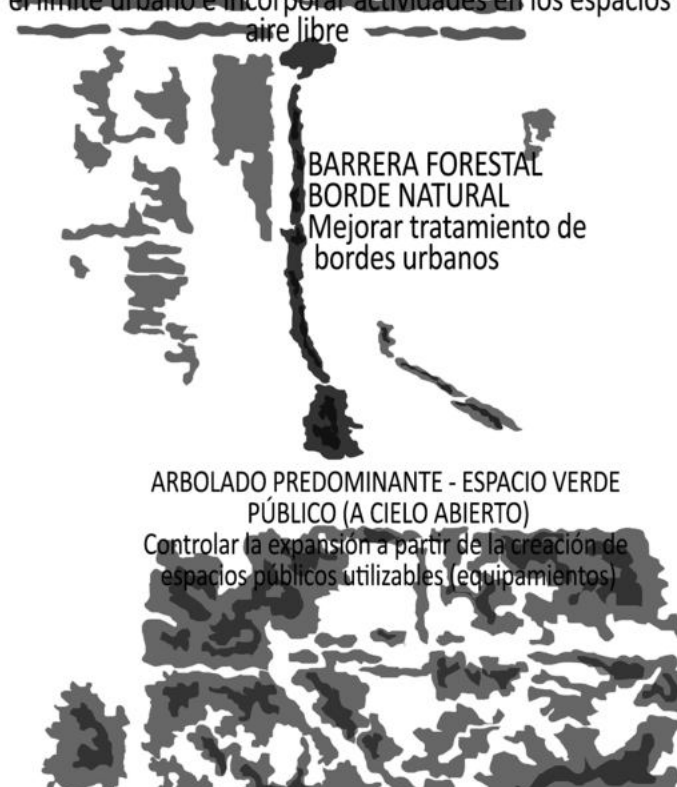 el límite urbano e incorporar actividades en los espacios
aire libre
BARRERA FORESTAL
BORDE NATURAL
Mejorar tratamiento de
bordes urbanos
ARBOLADO PREDOMINANTE - ESPACIO VERDE
PÚBLICO (A CIELO ABIERTO)
Controlar la expansión a partir de la creación de
espacios públicos utilizables (equipamientos)